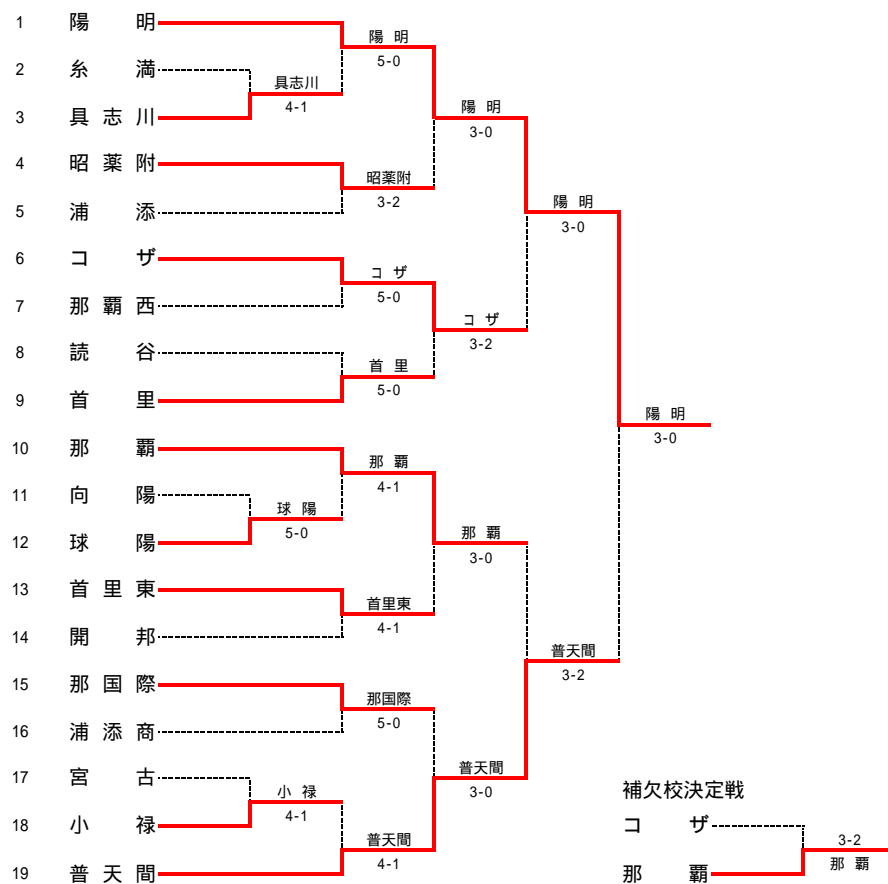 1 陽明
陽明
5-0
2 糸満
具志川
4-1
3 具志川
陽明
3-0
4 昭薬附
昭薬附
3-2
5 浦添
陽明
3-0
6 コザ
コザ
5-0
7 那覇西
コザ
3-2
8 読谷
首里
5-0
9 首里
陽明
3-0
10 那覇
那覇
4-1
11 向陽
球陽
5-0
12 球陽
那覇
3-0
13 首里東
首里東
4-1
14 開邦
普天間
3-2
15 那国際
那国際
5-0
16 浦添商
17 宮古
普天間
3-0
小禄
4-1
18 小禄
普天間
4-1
19 普天間
補欠校決定戦
コザ
3-2
那覇
那覇